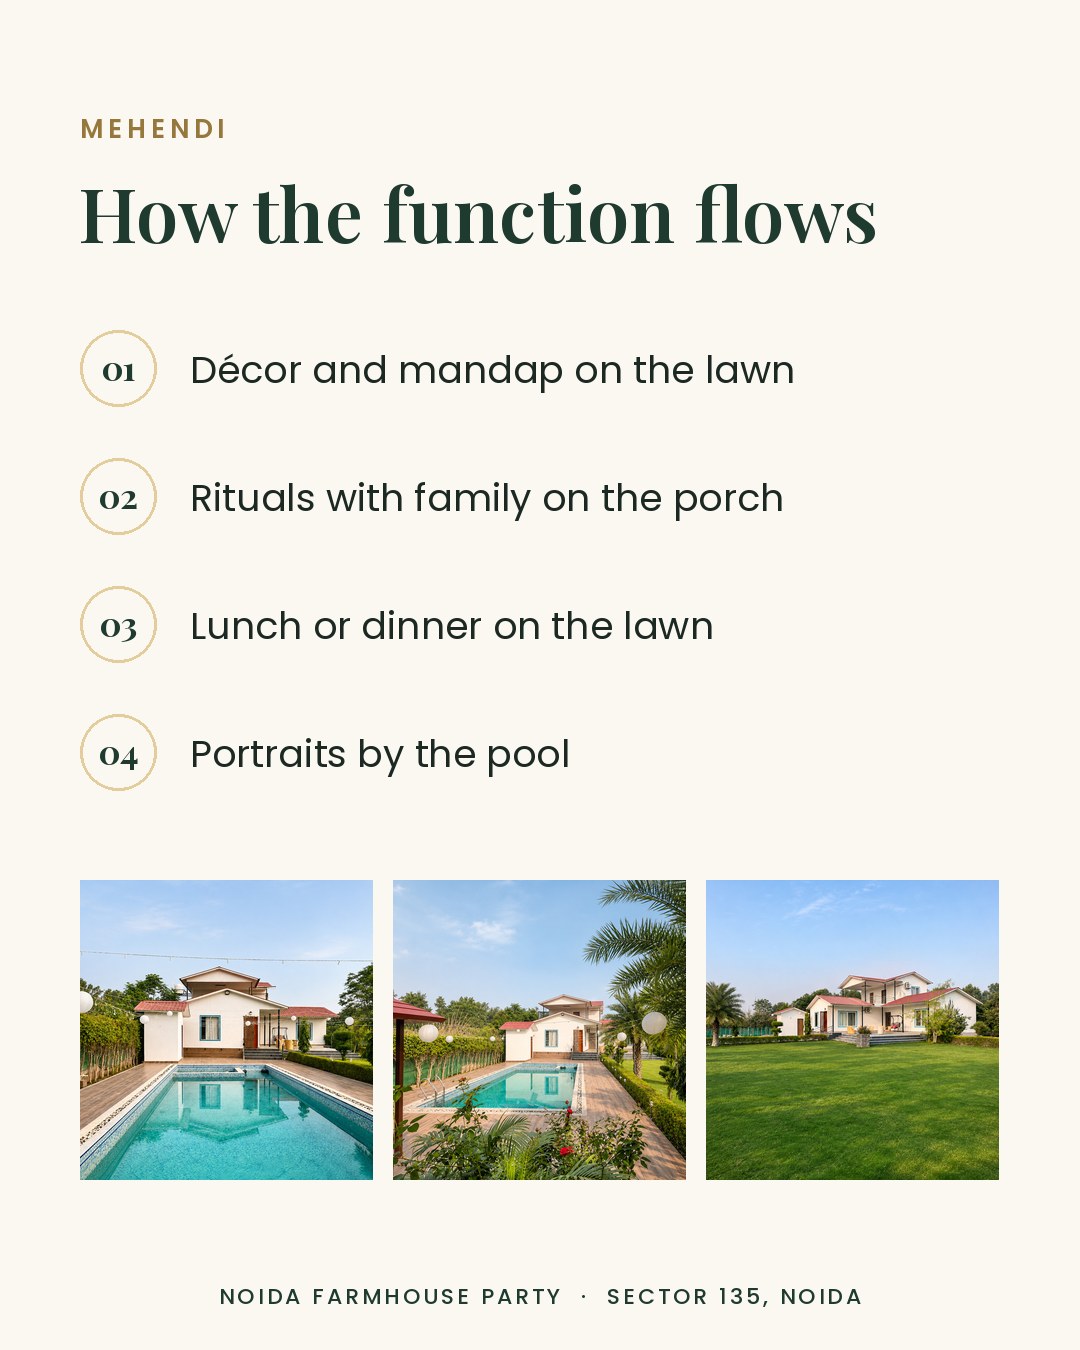 MEHENDI
How the function flows
01 Décor and mandap on the lawn
02 Rituals with family on the porch
03 Lunch or dinner on the lawn
04 Portraits by the pool
NOIDA FARMHOUSE PARTY · SECTOR 135, NOIDA